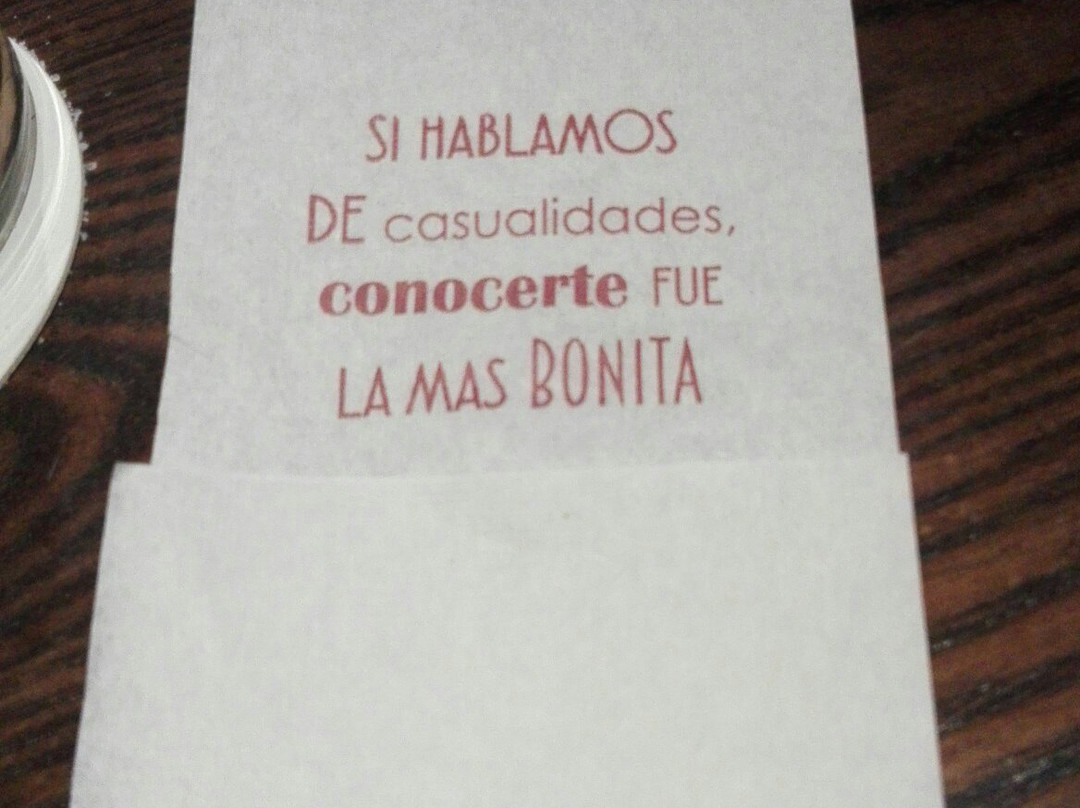 SI HABLAMOS
DE casualidades,
conocerte FUE
LA MAS BONITA